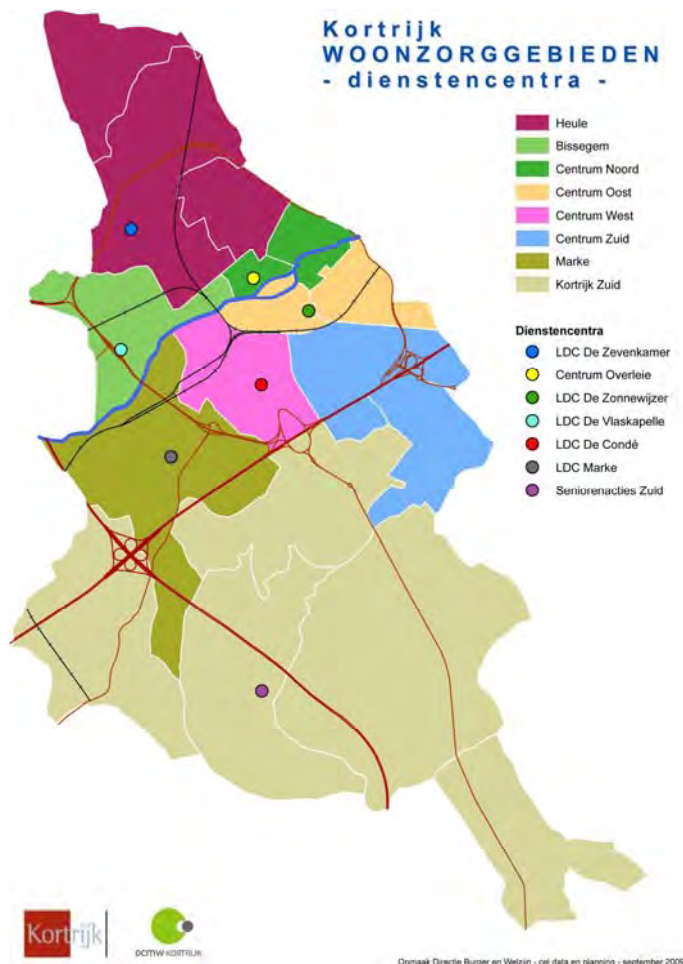 Kortrijk
WOONZORGGEBIEDEN
- dienstencentra -
Heule
Bissegem
Centrum Noord
Centrum Oost
Centrum West
Centrum Zuid
Marke
Kortrijk Zuid
Dienstencentra
LDC De Zevenkamer
Centrum Overleie
LDC De Zonnewijzer
LDC De Vlaskapelle
LDC De Condé
LDC Marke
Seniorenacties Zuid
Kortrijk
OCMW KORTRIJK
Opmaak Directie Burger en Welzijn - cel data en planning - september 2009